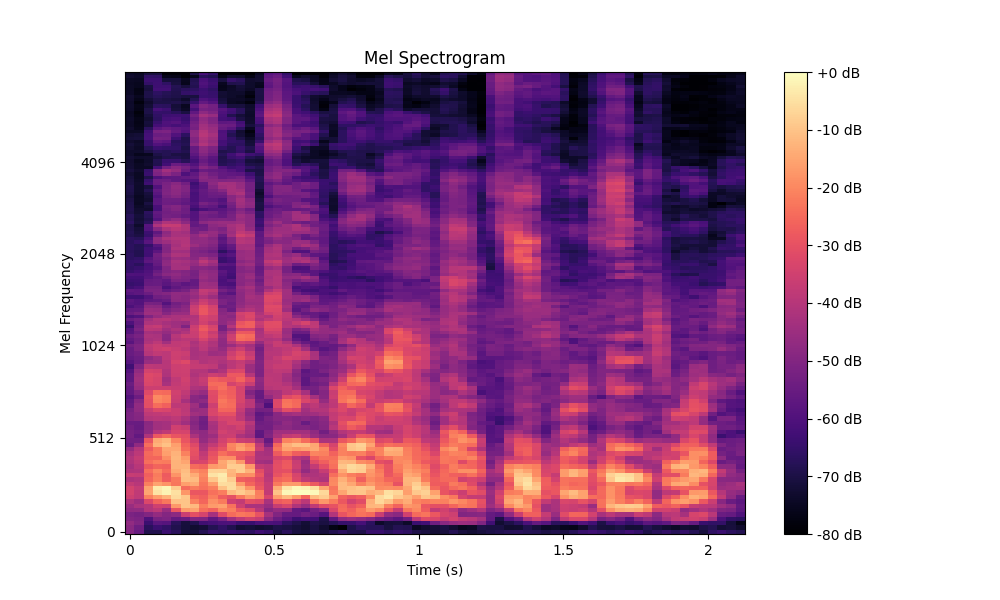 Mel Spectrogram
+0 dB
-10 dB
-20 dB
-30 dB
-40 dB
-50 dB
-60 dB
-70 dB
-80 dB
Mel Frequency
4096
2048
1024
512
0
0
0.5
1
1.5
2
Time (s)